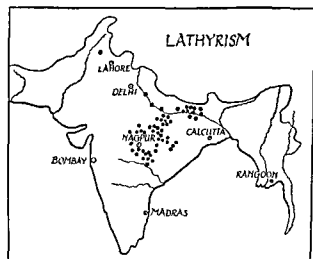 LATHYRISM
LAHORE
DELHI
NAGPUR
CALCUTTA
BOMBAY
RANGOON
MADRAS